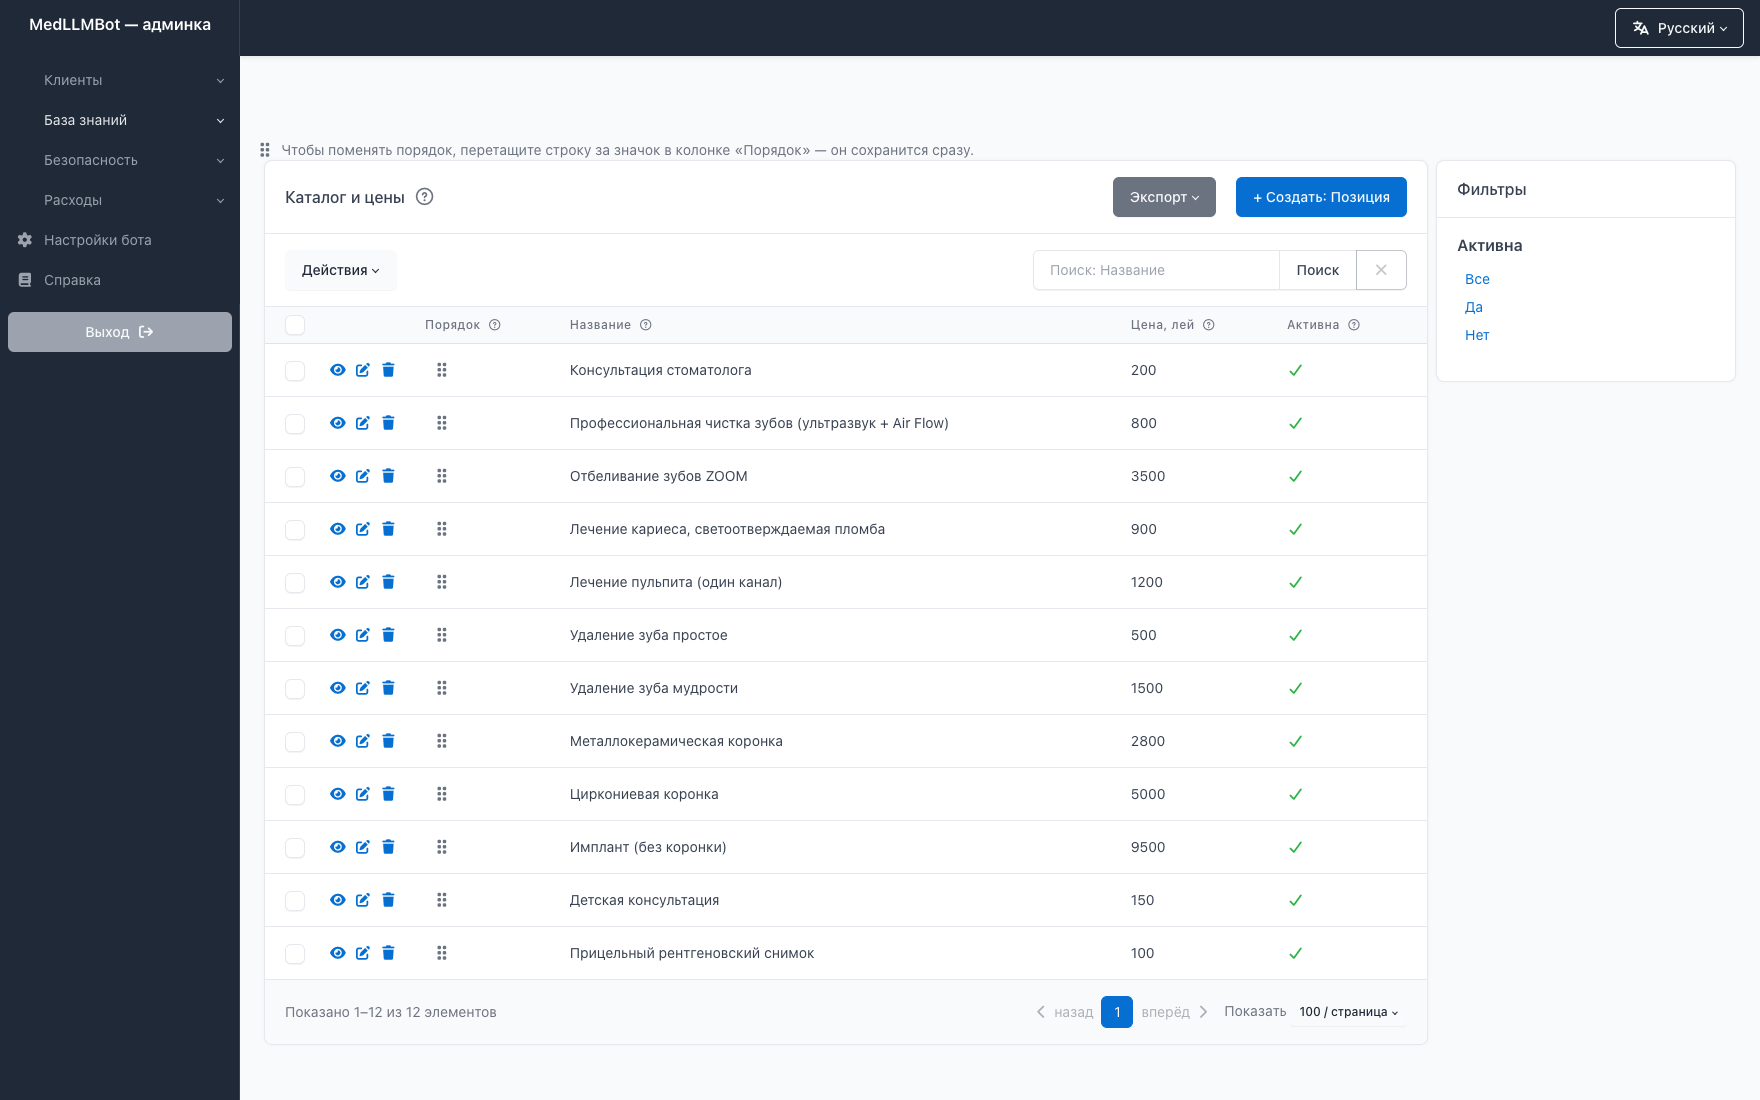 MedLLMBot — админка
Русский
Клиенты
База знаний
Безопасность
Расходы
Настройки бота
Справка
Выход
Чтобы поменять порядок, перетащите строку за значок в колонке «Порядок» — он сохранится сразу.
Каталог и цены
Экспорт
+ Создать: Позиция
Действия
Поиск: Название
Поиск
Порядок Название Цена, лей Активна
Консультация стоматолога 200
Профессиональная чистка зубов (ультразвук + Air Flow) 800
Отбеливание зубов ZOOM 3500
Лечение кариеса, светоотверждаемая пломба 900
Лечение пульпита (один канал) 1200
Удаление зуба простое 500
Удаление зуба мудрости 1500
Металлокерамическая коронка 2800
Циркониевая коронка 5000
Имплант (без коронки) 9500
Детская консультация 150
Прицельный рентгеновский снимок 100
Показано 1–12 из 12 элементов
назад 1 вперёд Показать 100 / страница
Фильтры
Активна
Все
Да
Нет